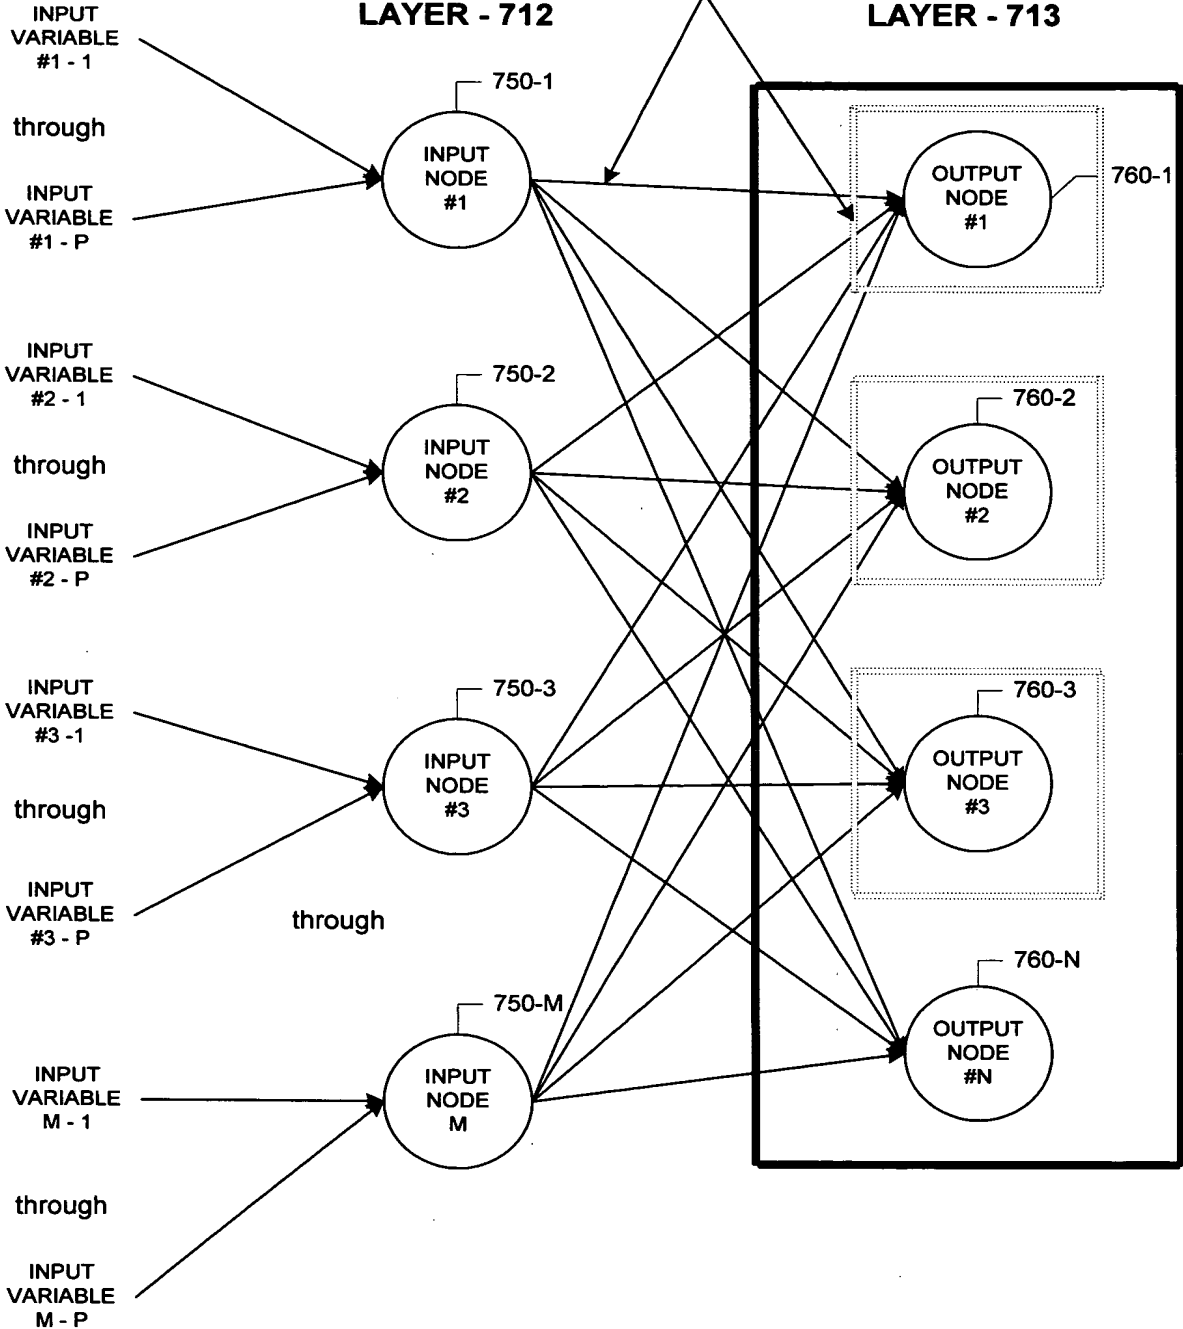 INPUT
VARIABLE
#1 - 1
LAYER - 712
LAYER - 713
through
INPUT
VARIABLE
#1 - P
750-1
INPUT
NODE
#1
OUTPUT
NODE
#1
760-1
INPUT
VARIABLE
#2 - 1
through
INPUT
VARIABLE
#2 - P
750-2
INPUT
NODE
#2
760-2
OUTPUT
NODE
#2
INPUT
VARIABLE
#3 -1
through
INPUT
VARIABLE
#3 - P
750-3
INPUT
NODE
#3
760-3
OUTPUT
NODE
#3
through
750-M
INPUT
NODE
M
760-N
OUTPUT
NODE
#N
INPUT
VARIABLE
M - 1
through
INPUT
VARIABLE
M - P